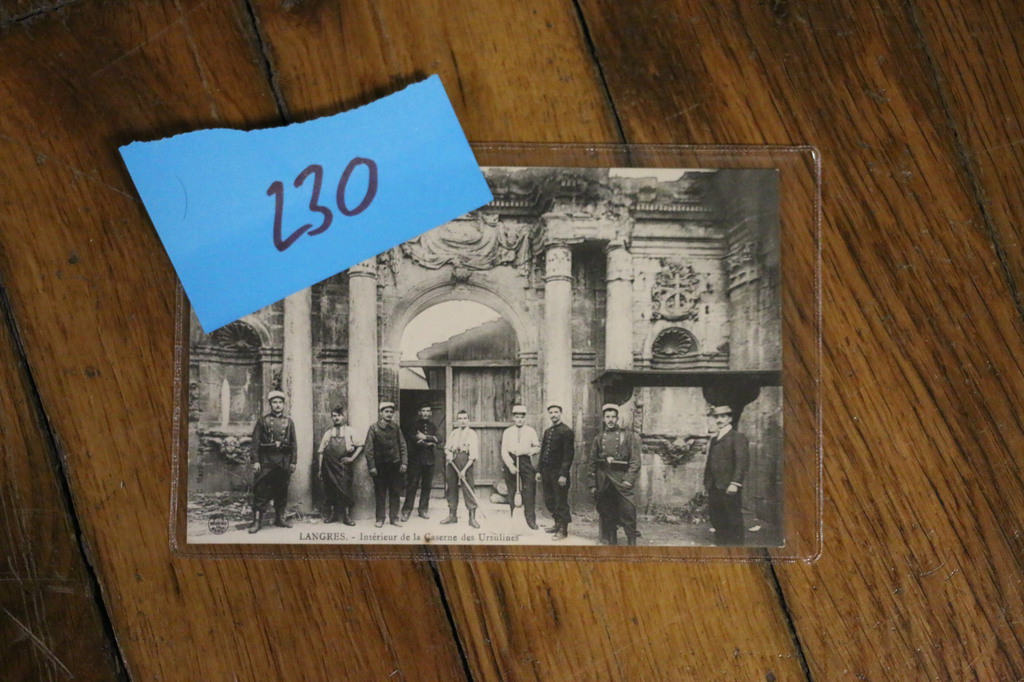 230
LANGRES. - Intérieur de la Caserne des Ursulines